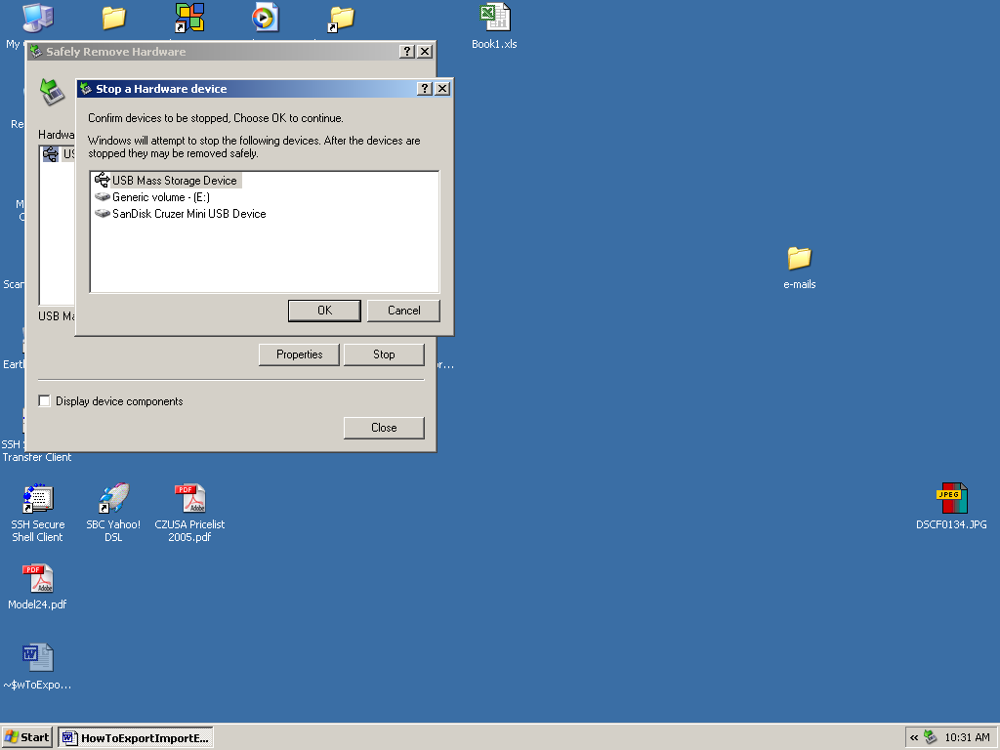 My
Book1.xls
Safely Remove Hardware
Stop a Hardware device
Confirm devices to be stopped, Choose OK to continue.
Windows will attempt to stop the following devices. After the devices are
stopped they may be removed safely.
Hardwa
US
USB Mass Storage Device
Generic volume - (E:)
SanDisk Cruzer Mini USB Device
OK Cancel
USB Ma
Properties Stop
Display device components
Close
Re
M
C
Scan
Earth
or...
SSH S
Transfer Client
e-mails
SSH Secure
Shell Client
SBC Yahoo!
DSL
PDF
Adobe
CZUSA Pricelist
2005.pdf
JPEG
DSCF0134.JPG
PDF
Adobe
Model24.pdf
W
~$wToExpo...
Start
HowToExportImportE...
« 10:31 AM